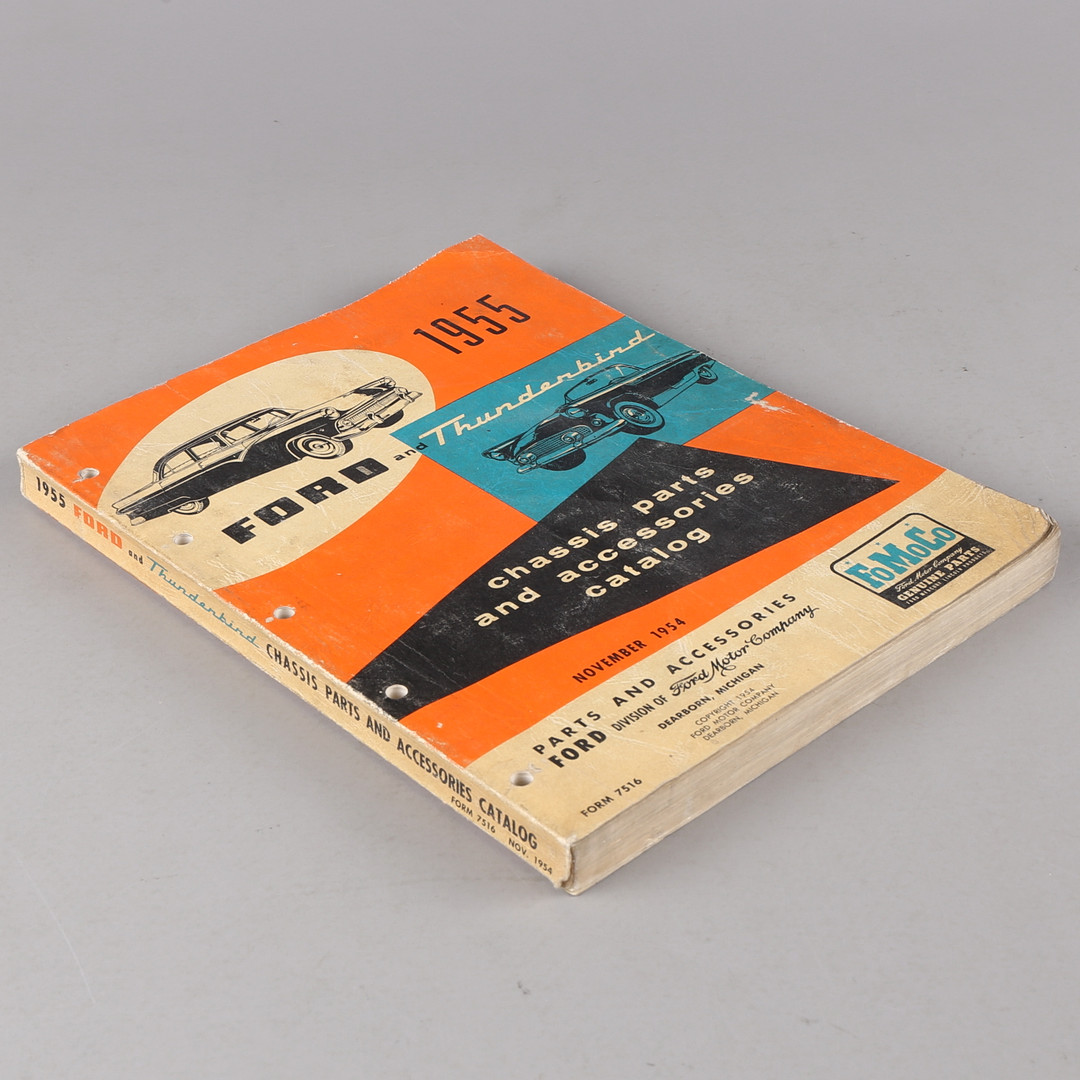 1955
FORD and Thunderbird
chassis parts
and accessories
catalog
NOVEMBER 1954
PARTS AND ACCESSORIES
FORD DIVISION OF Ford Motor Company
DEARBORN, MICHIGAN
COPYRIGHT 1954
FORD MOTOR COMPANY
DEARBORN, MICHIGAN
FORM 7516
FoMoCo
Ford Motor Company
GENUINE PARTS
1955 FORD and Thunderbird CHASSIS PARTS AND ACCESSORIES CATALOG
FORM 7516 NOV. 1954